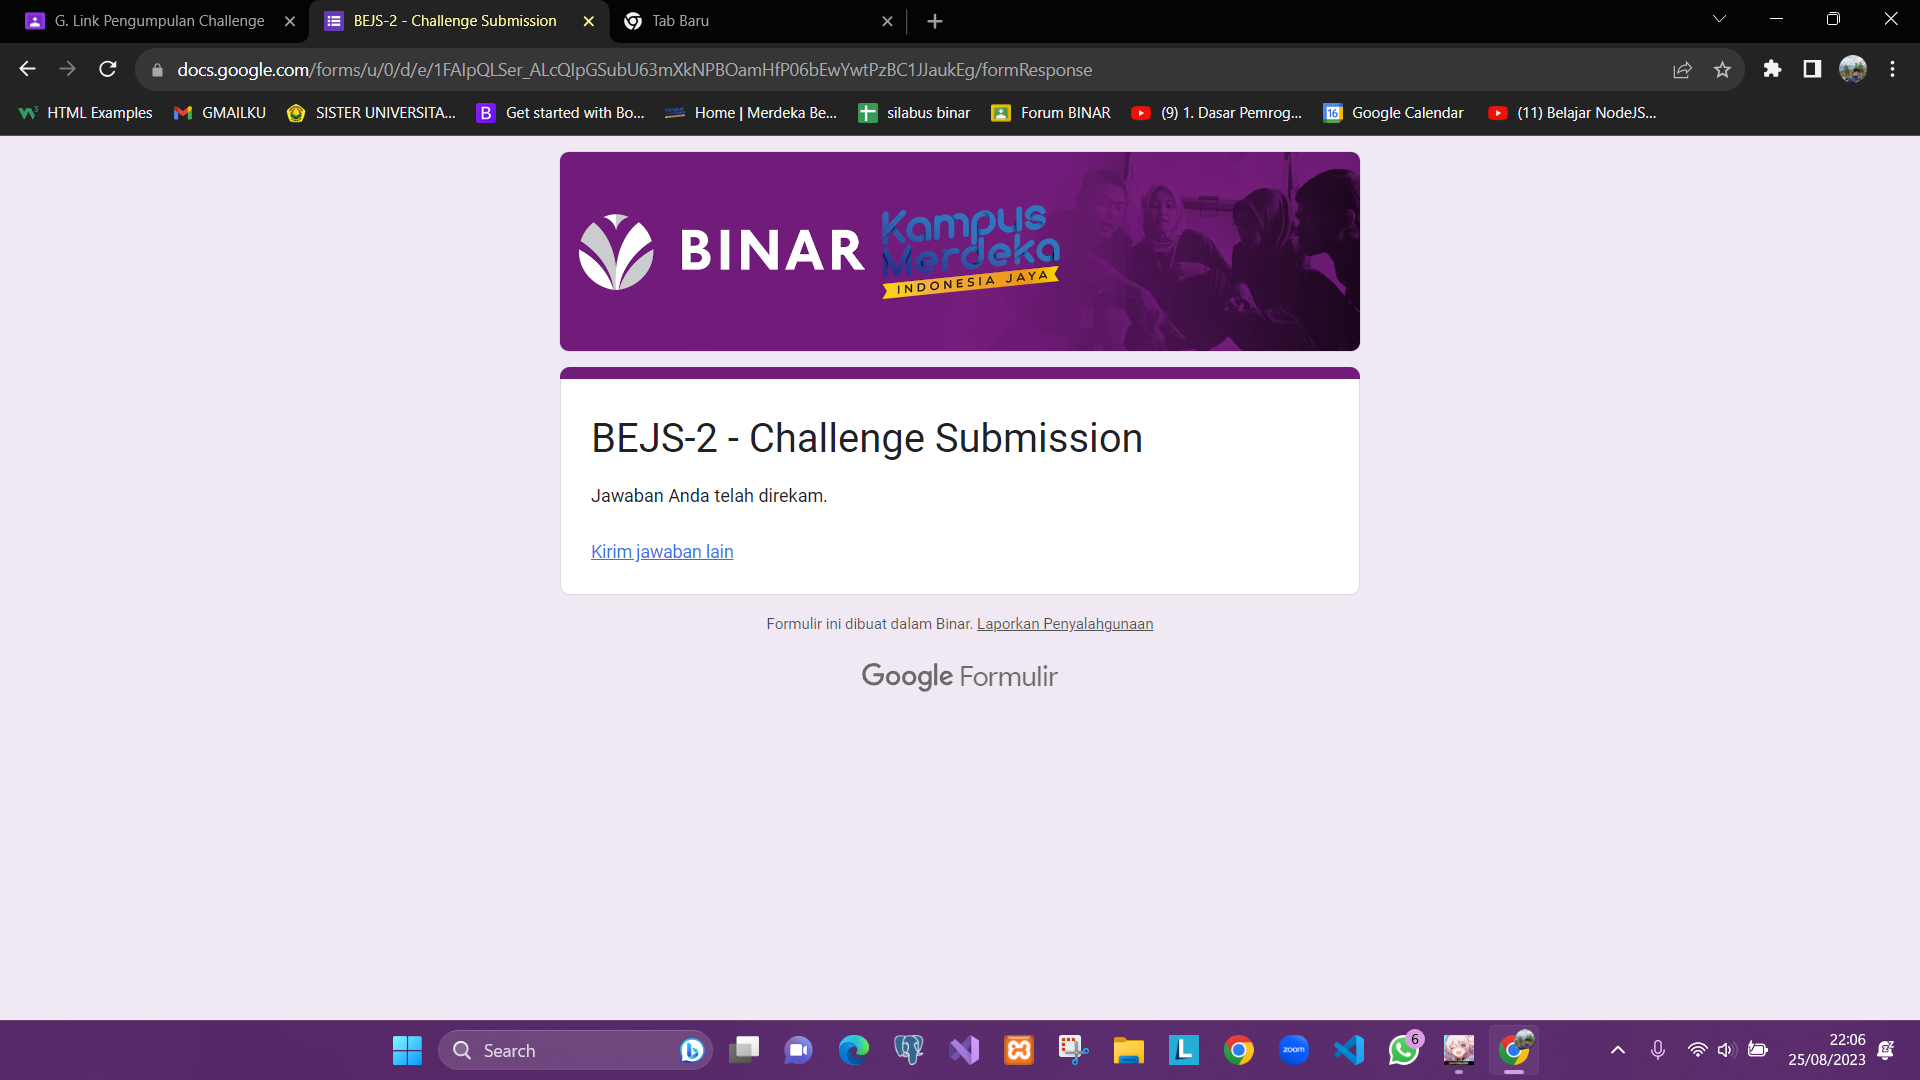 G. Link Pengumpulan Challenge
BEJS-2 - Challenge Submission
Tab Baru
docs.google.com/forms/u/0/d/e/1FAIpQLSer_ALcQIpGSubU63mXkNPBOamHfP06bEwYwtPzBC1JJaukEg/formResponse
HTML Examples
GMAILKU
SISTER UNIVERSITA...
Get started with Bo...
Home | Merdeka Be...
silabus binar
Forum BINAR
(9) 1. Dasar Pemrog...
16
Google Calendar
(11) Belajar NodeJS...
BINAR
Kampus
Merdeka
INDONESIA JAYA
BEJS-2 - Challenge Submission
Jawaban Anda telah direkam.
Kirim jawaban lain
Formulir ini dibuat dalam Binar. Laporkan Penyalahgunaan
Google Formulir
Search
zoom
6
22:06
25/08/2023